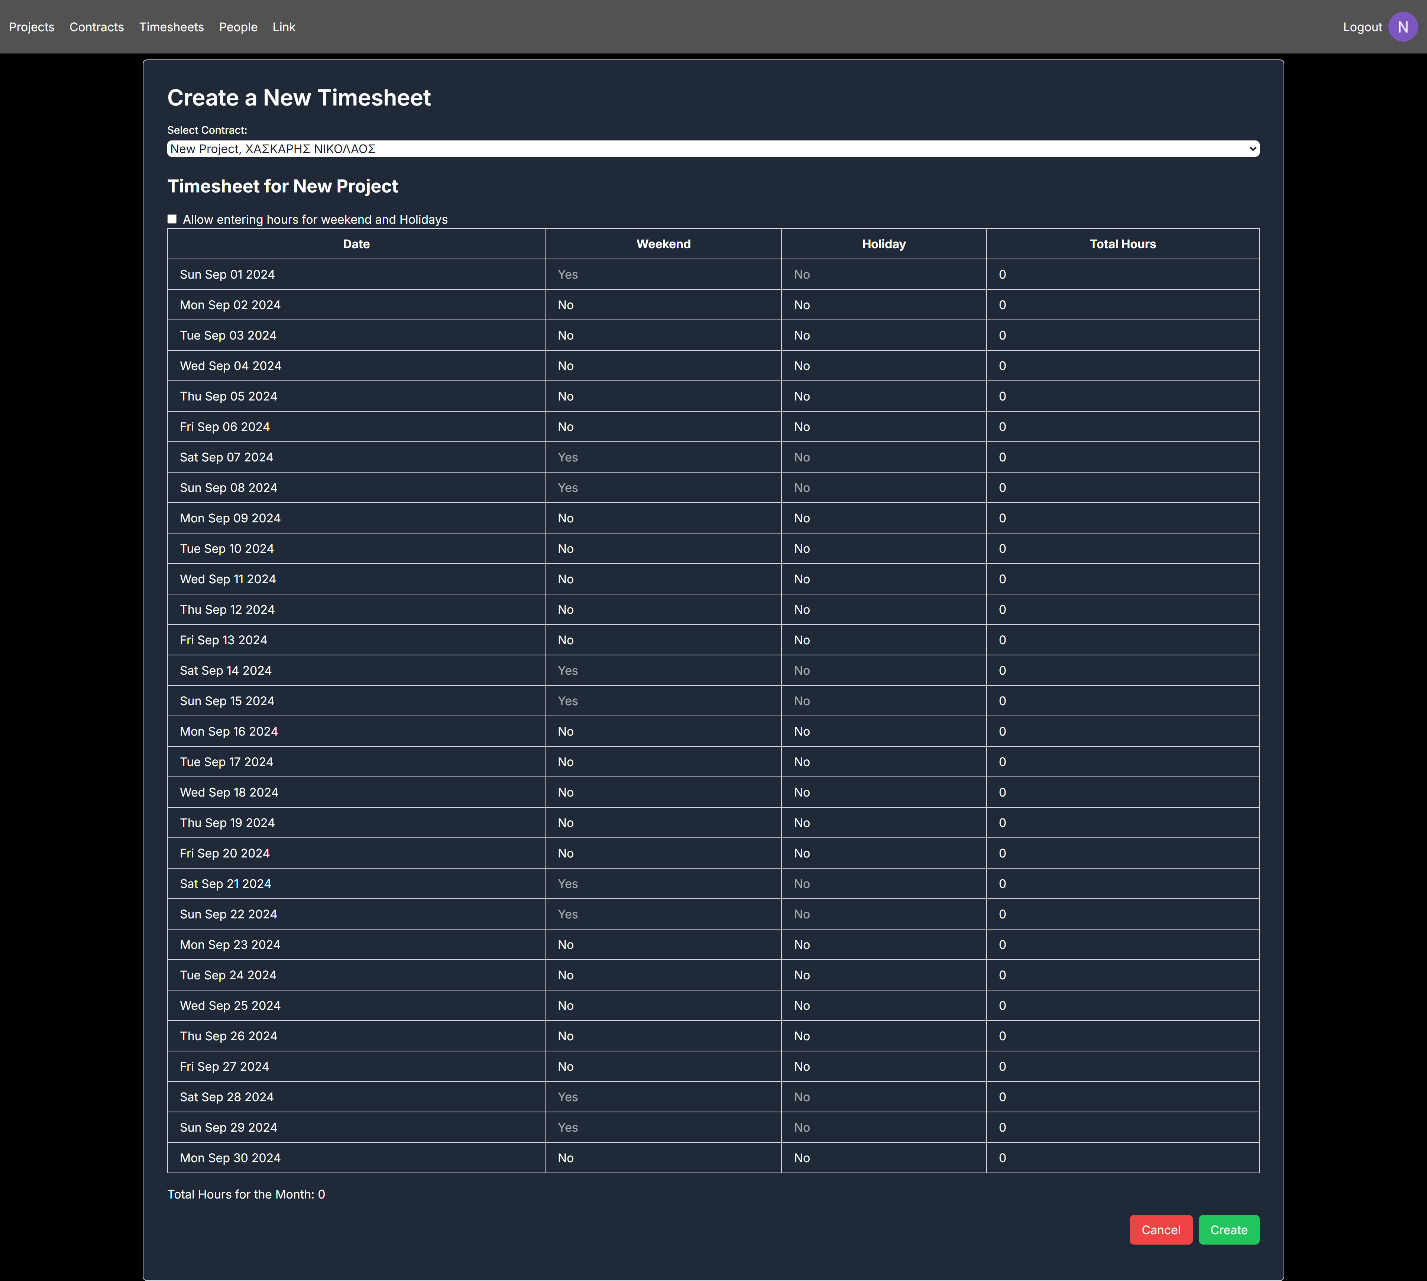 Projects Contracts Timesheets People Link Logout N
Create a New Timesheet
Select Contract:
New Project, ΧΑΣΚΑΡΗΣ ΝΙΚΟΛΑΟΣ
Timesheet for New Project
Allow entering hours for weekend and Holidays
Date Weekend Holiday Total Hours
Sun Sep 01 2024 Yes No 0
Mon Sep 02 2024 No No 0
Tue Sep 03 2024 No No 0
Wed Sep 04 2024 No No 0
Thu Sep 05 2024 No No 0
Fri Sep 06 2024 No No 0
Sat Sep 07 2024 Yes No 0
Sun Sep 08 2024 Yes No 0
Mon Sep 09 2024 No No 0
Tue Sep 10 2024 No No 0
Wed Sep 11 2024 No No 0
Thu Sep 12 2024 No No 0
Fri Sep 13 2024 No No 0
Sat Sep 14 2024 Yes No 0
Sun Sep 15 2024 Yes No 0
Mon Sep 16 2024 No No 0
Tue Sep 17 2024 No No 0
Wed Sep 18 2024 No No 0
Thu Sep 19 2024 No No 0
Fri Sep 20 2024 No No 0
Sat Sep 21 2024 Yes No 0
Sun Sep 22 2024 Yes No 0
Mon Sep 23 2024 No No 0
Tue Sep 24 2024 No No 0
Wed Sep 25 2024 No No 0
Thu Sep 26 2024 No No 0
Fri Sep 27 2024 No No 0
Sat Sep 28 2024 Yes No 0
Sun Sep 29 2024 Yes No 0
Mon Sep 30 2024 No No 0
Total Hours for the Month: 0
Cancel Create